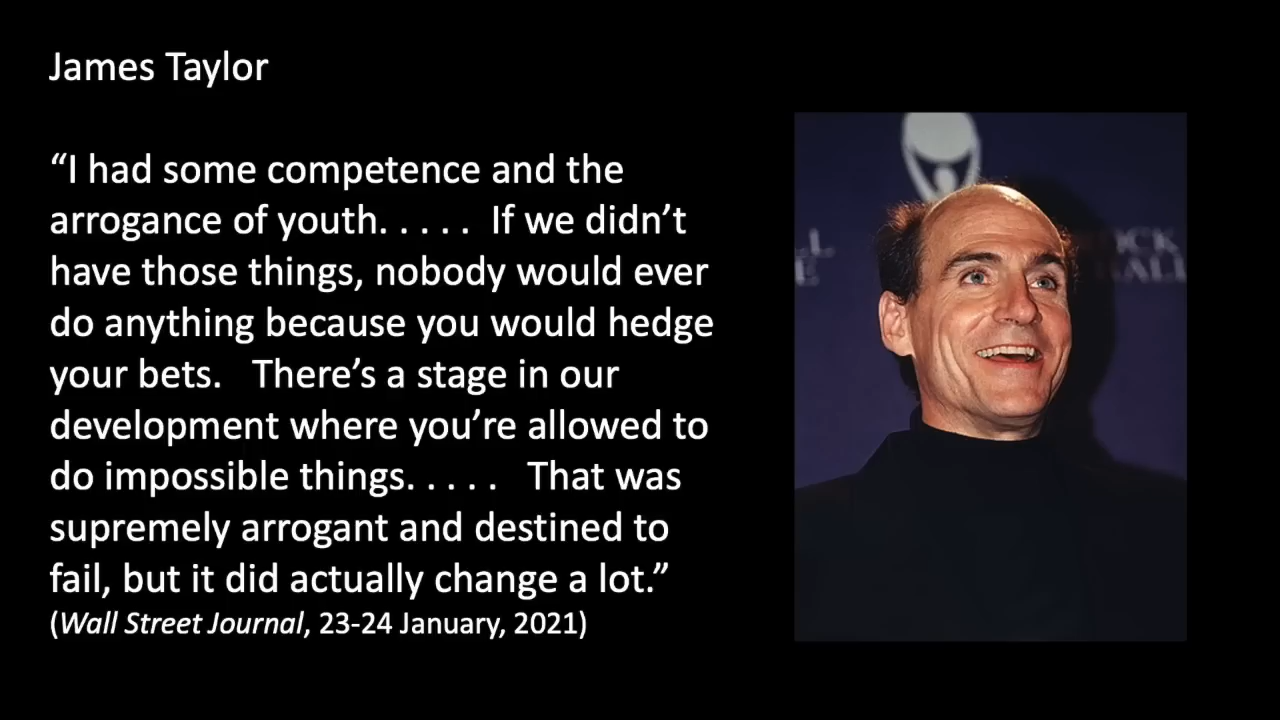 James Taylor
“I had some competence and the
arrogance of youth. . . . .  If we didn’t
have those things, nobody would ever
do anything because you would hedge
your bets.   There’s a stage in our
development where you’re allowed to
do impossible things. . . . .   That was
supremely arrogant and destined to
fail, but it did actually change a lot.”
(Wall Street Journal, 23-24 January, 2021)